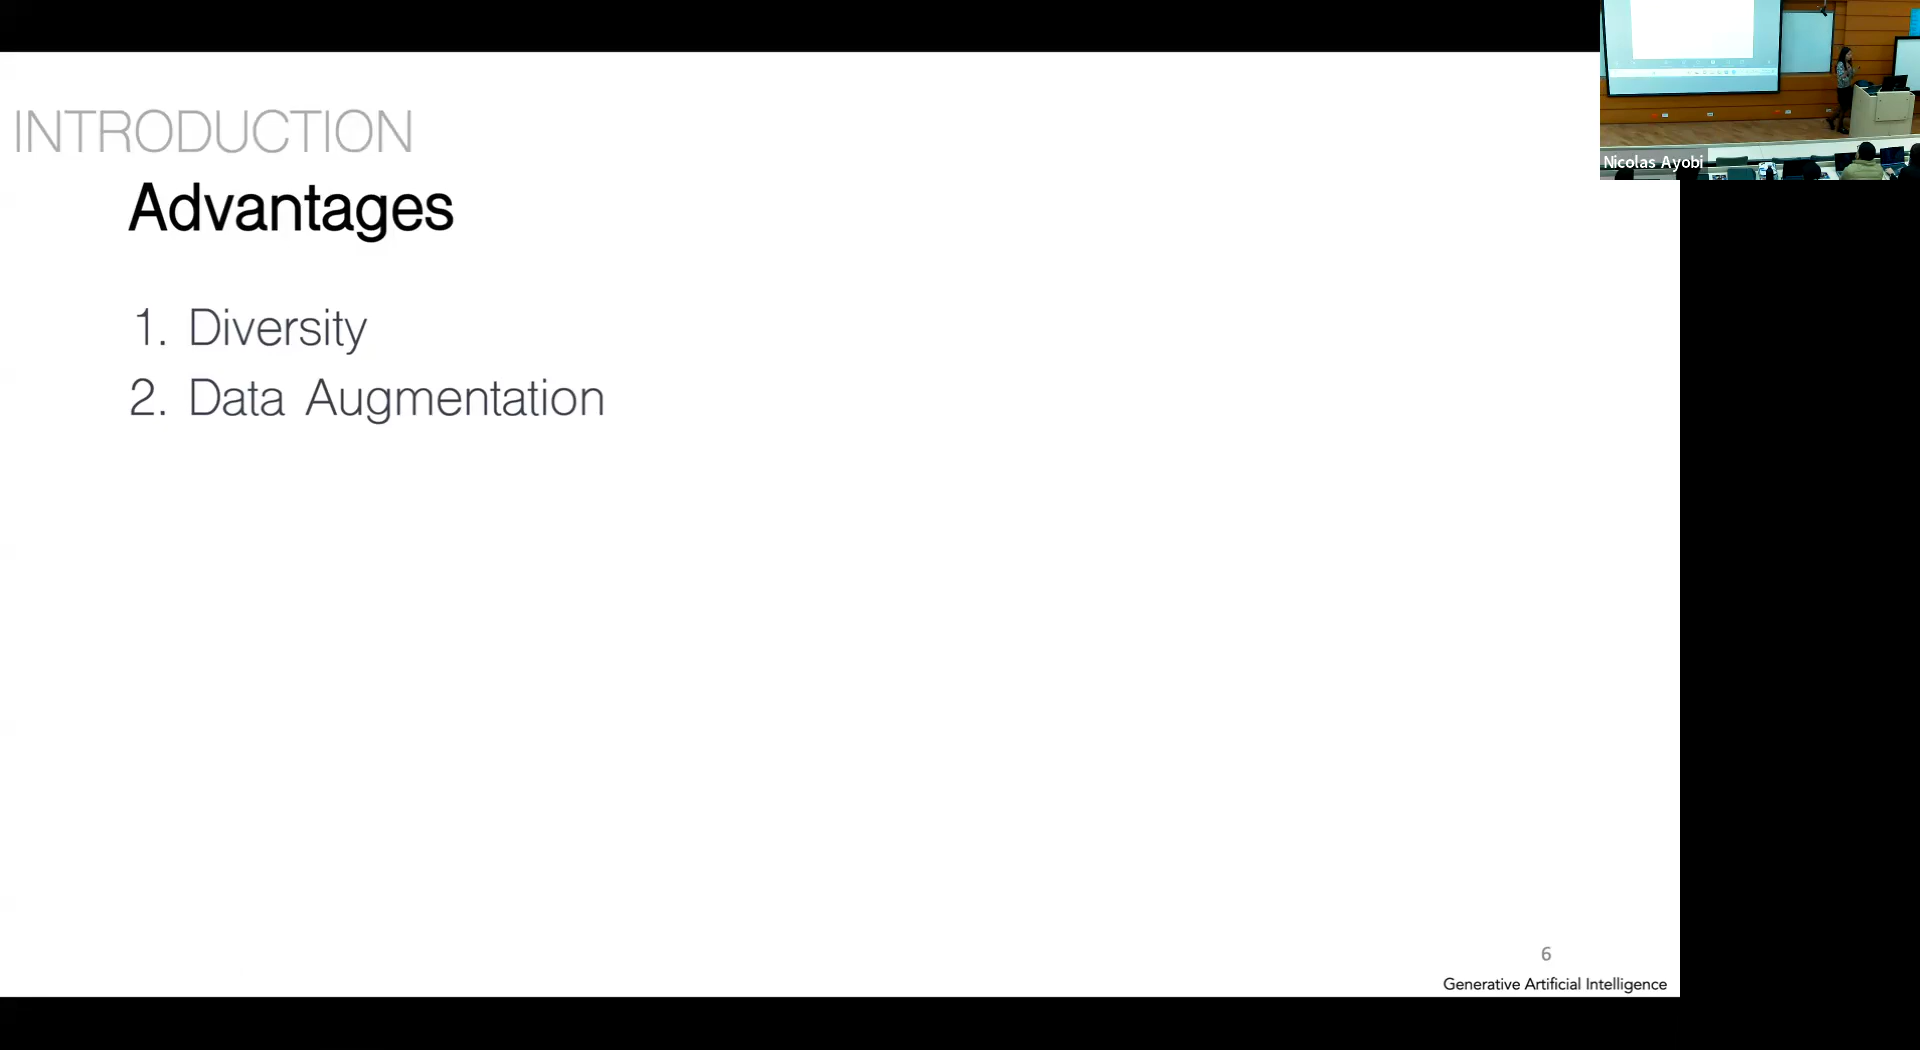 INTRODUCTION
Advantages
1. Diversity
2. Data Augmentation
6
Generative Artificial Intelligence
Nicolas Ayobi